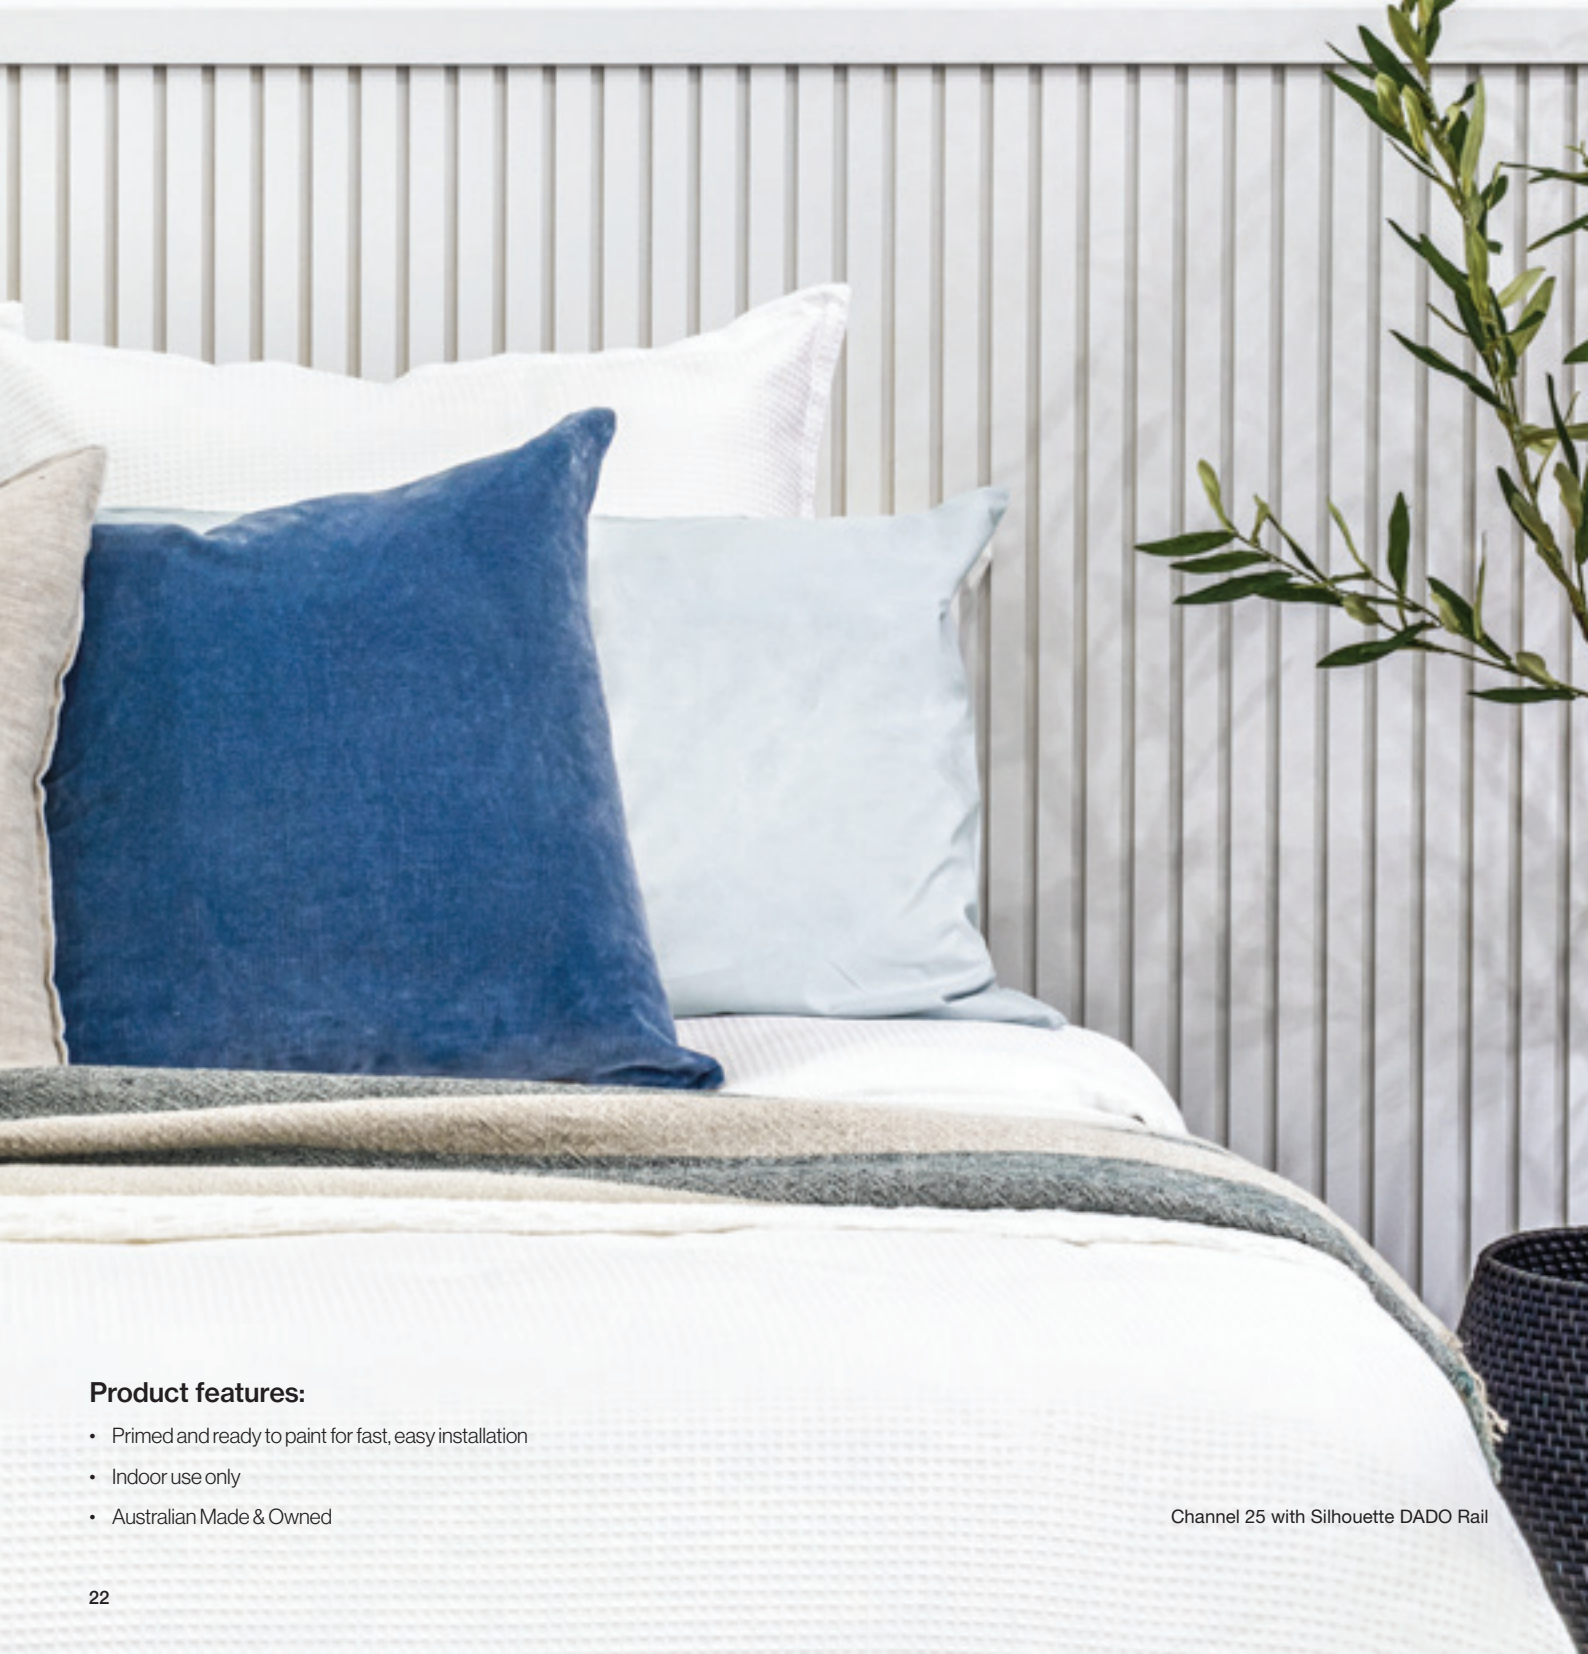 Product features:
• Primed and ready to paint for fast, easy installation
• Indoor use only
• Australian Made & Owned
Channel 25 with Silhouette DADO Rail
22